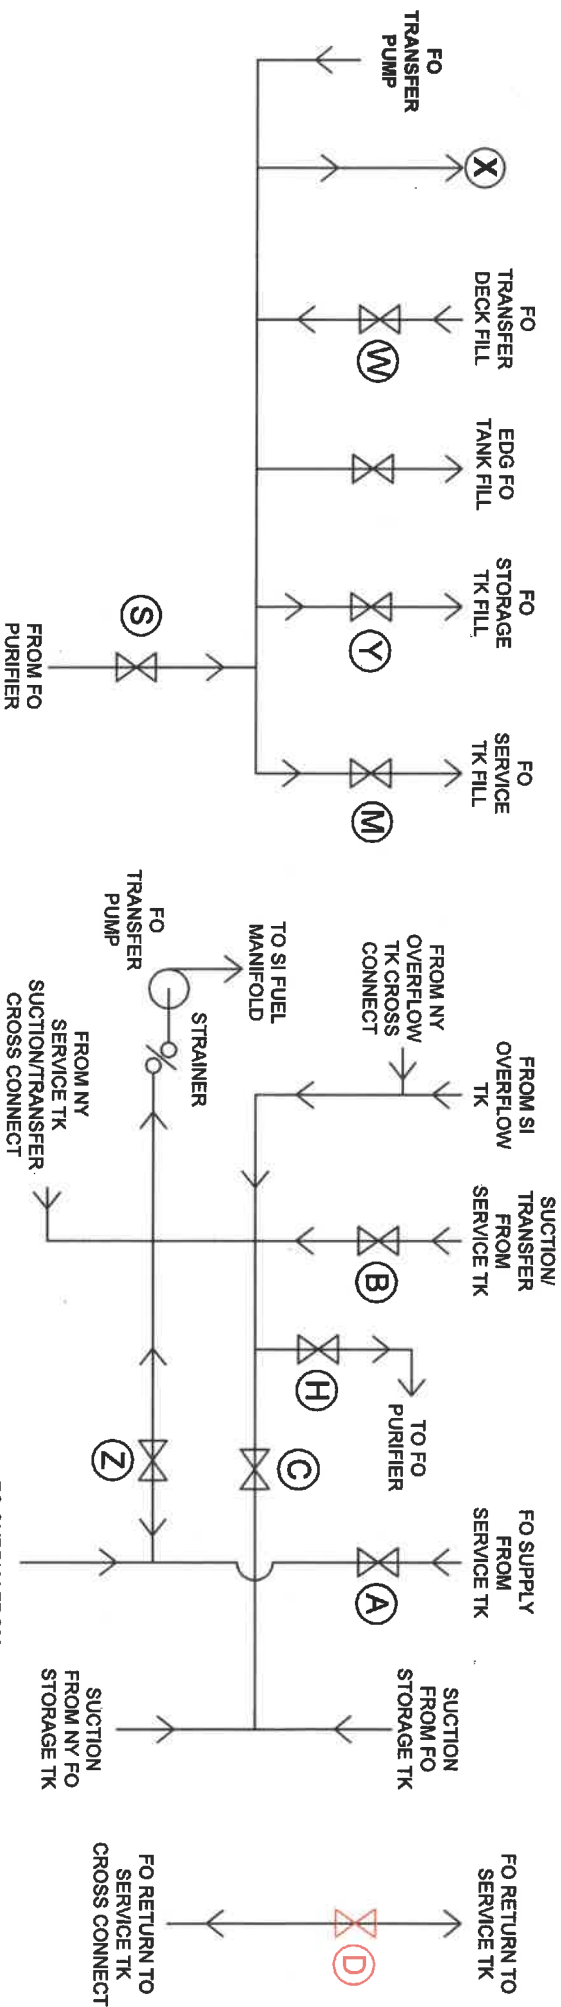 FO
TRANSFER
PUMP
X
FO
TRANSFER
DECK FILL
W
EDG FO
TANK FILL
FO
STORAGE
TK FILL
Y
FO
SERVICE
TK FILL
M
S
FROM FO
PURIFIER
FROM NY
OVERFLOW
TK CROSS
CONNECT
FROM SI
OVERFLOW
TK
SUCTION/
TRANSFER
FROM
SERVICE TK
B
TO SI FUEL
MANIFOLD
STRAINER
FO
TRANSFER
PUMP
FROM NY
SERVICE TK
SUCTION/TRANSFER
CROSS CONNECT
H
TO FO
PURIFIER
C
Z
FO SUPPLY
FROM
SERVICE TK
A
SUCTION
FROM FO
STORAGE TK
SUCTION
FROM NY FO
STORAGE TK
FO RETURN TO
SERVICE TK
D
FO RETURN TO
SERVICE TK
CROSS CONNECT